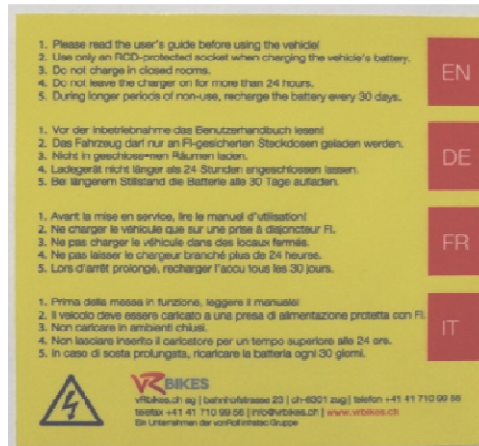 1. Please read the user's guide before using the vehicle!
2. Use only an RCD-protected socket when charging the vehicle's battery.
3. Do not charge in closed rooms.
4. Do not leave the charger on for more than 24 hours.
5. During longer periods of non-use, recharge the battery every 30 days.
EN
1. Vor der Inbetriebnahme das Benutzerhandbuch lesen!
2. Das Fahrzeug darf nur an FI-gesicherten Steckdosen geladen werden.
3. Nicht in geschloss-nen Räumen laden.
4. Ladegerät nicht länger als 24 Stunden angeschlossen lassen.
5. Bei längerem Stillstand die Batterie alle 30 Tage aufladen.
DE
1. Avant la mise en service, lire le manuel d'utilisation!
2. Ne charger le véhicule que sur une prise à disjoncteur FI.
3. Ne pas charger le véhicule dans des locaux fermés.
4. Ne pas laisser le chargeur branché plus de 24 heures.
5. Lors d'arrêt prolongé, recharger l'accu tous les 30 jours.
FR
1. Prima della messa in funzione, leggere il manuale!
2. Il veicolo deve essere caricato a una presa di alimentazione protetta con FI.
3. Non caricare in ambienti chiusi.
4. Non lasciare inserito il caricatore per un tempo superiore alle 24 ore.
5. In caso di sosta prolungata, ricaricare la batteria ogni 30 giorni.
IT
VR BIKES
vRbikes.ch ag | bahnhofstrasse 23 | ch-6301 zug | telefon +41 41 710 99 56
telefax +41 41 710 99 56 | info@vrbikes.ch | www.vrbikes.ch
Ein Unternehmen der vonRoll infratec Gruppe